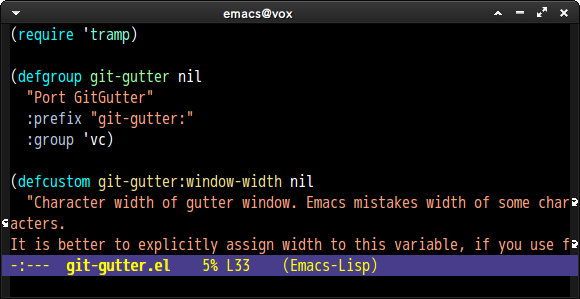 emacs@vox
(require 'tramp)
(defgroup git-gutter nil
"Port GitGutter"
:prefix "git-gutter:"
:group 'vc)
(defcustom git-gutter:window-width nil
"Character width of gutter window. Emacs mistakes width of some char
acters.
It is better to explicitly assign width to this variable, if you use f
-:--- git-gutter.el 5% L33 (Emacs-Lisp)